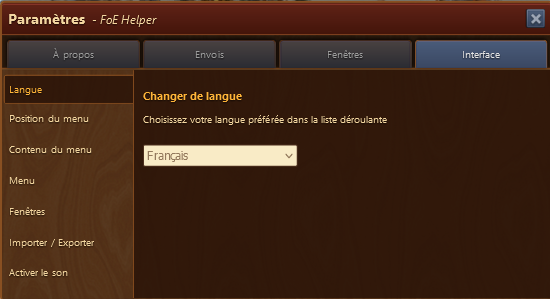 Paramètres - FoE Helper
À propos
Envois
Fenêtres
Interface
Langue
Position du menu
Contenu du menu
Menu
Fenêtres
Importer / Exporter
Activer le son
Changer de langue
Choisissez votre langue préférée dans la liste déroulante
Français